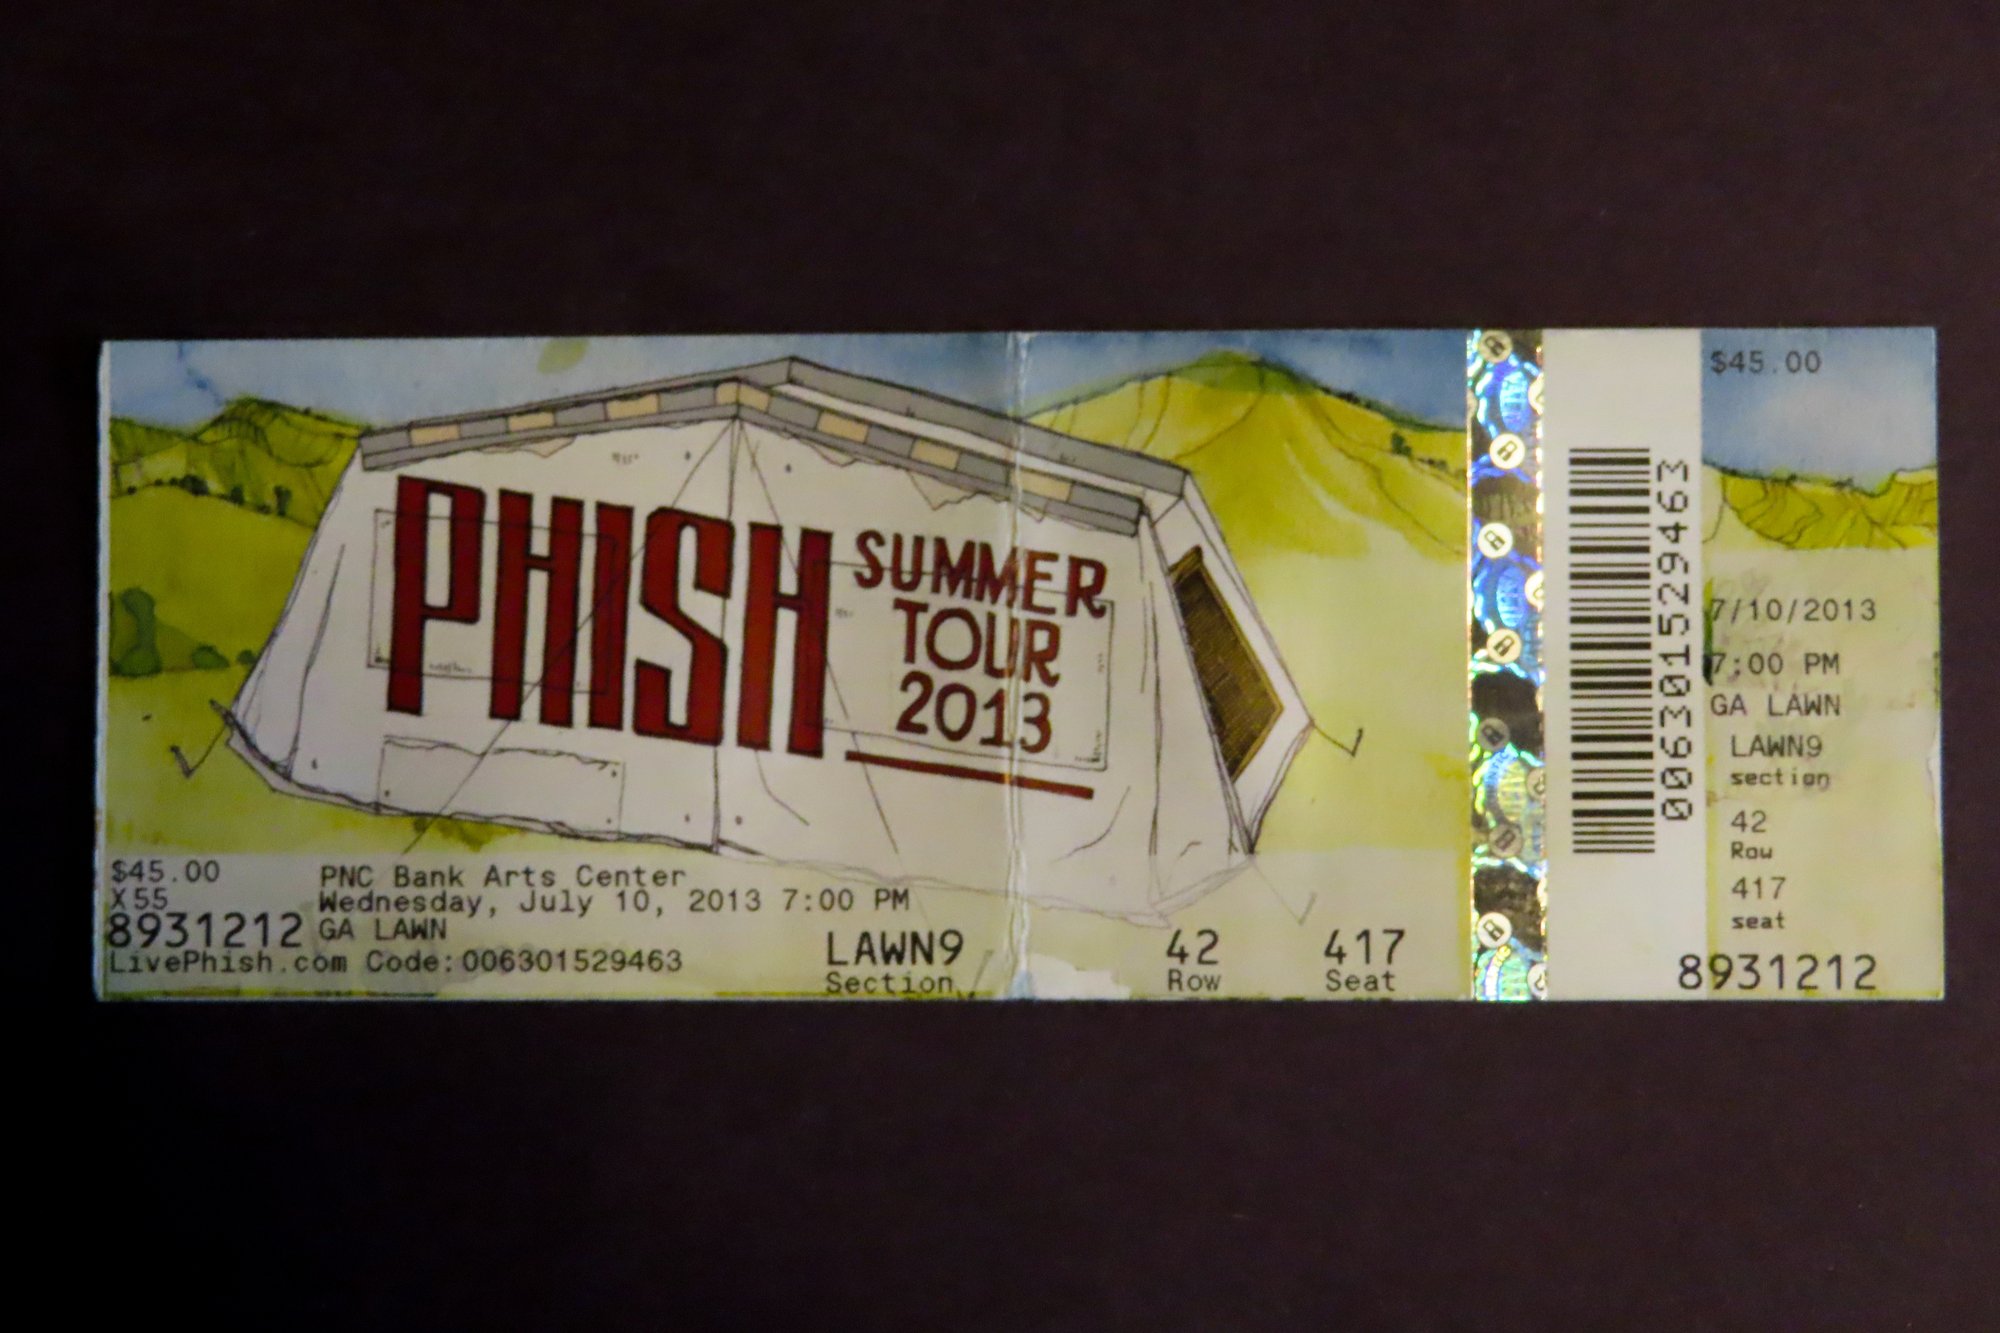 PHISH
SUMMER
TOUR
2013
$45.00
X55
8931212
PNC Bank Arts Center
Wednesday, July 10, 2013 7:00 PM
GA LAWN
LivePhish.com Code:006301529463
LAWN9
Section
42
Row
417
Seat
006301529463
$45.00
7/10/2013
7:00 PM
GA LAWN
LAWN9
section
42
Row
417
seat
8931212